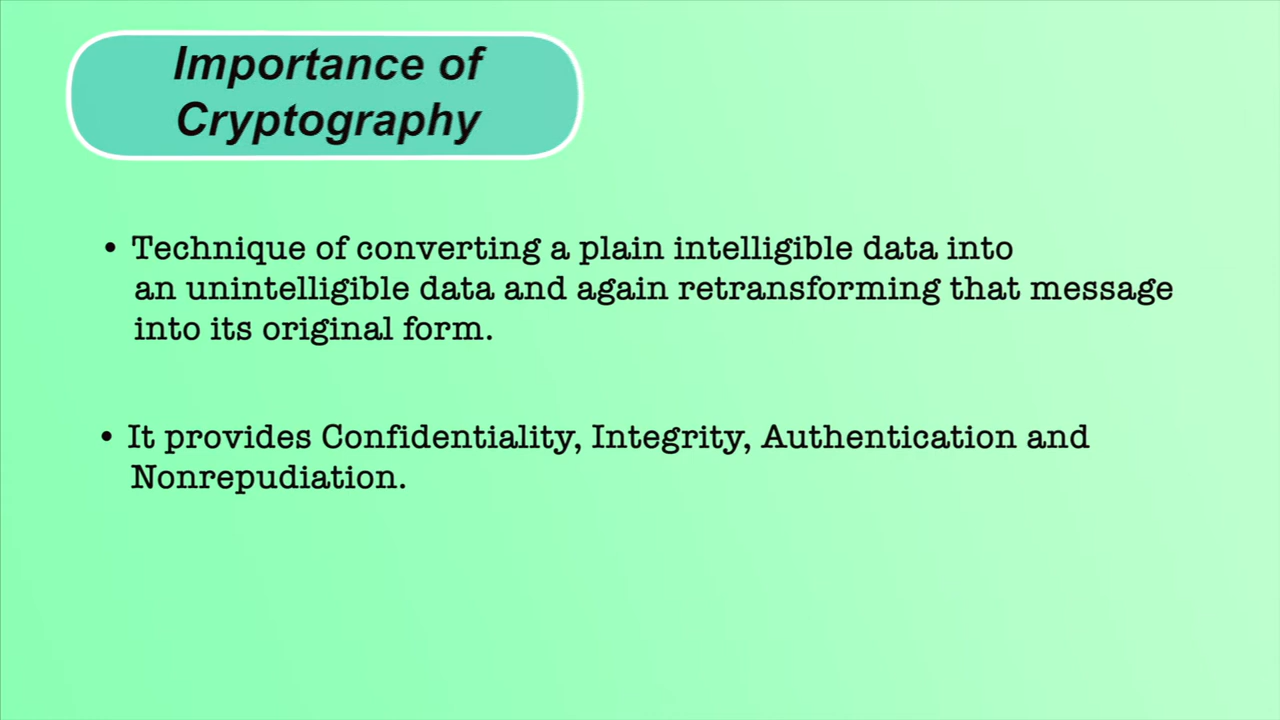 Importance of
Cryptography
• Technique of converting a plain intelligible data into
an unintelligible data and again retransforming that message
into its original form.
• It provides Confidentiality, Integrity, Authentication and
Nonrepudiation.